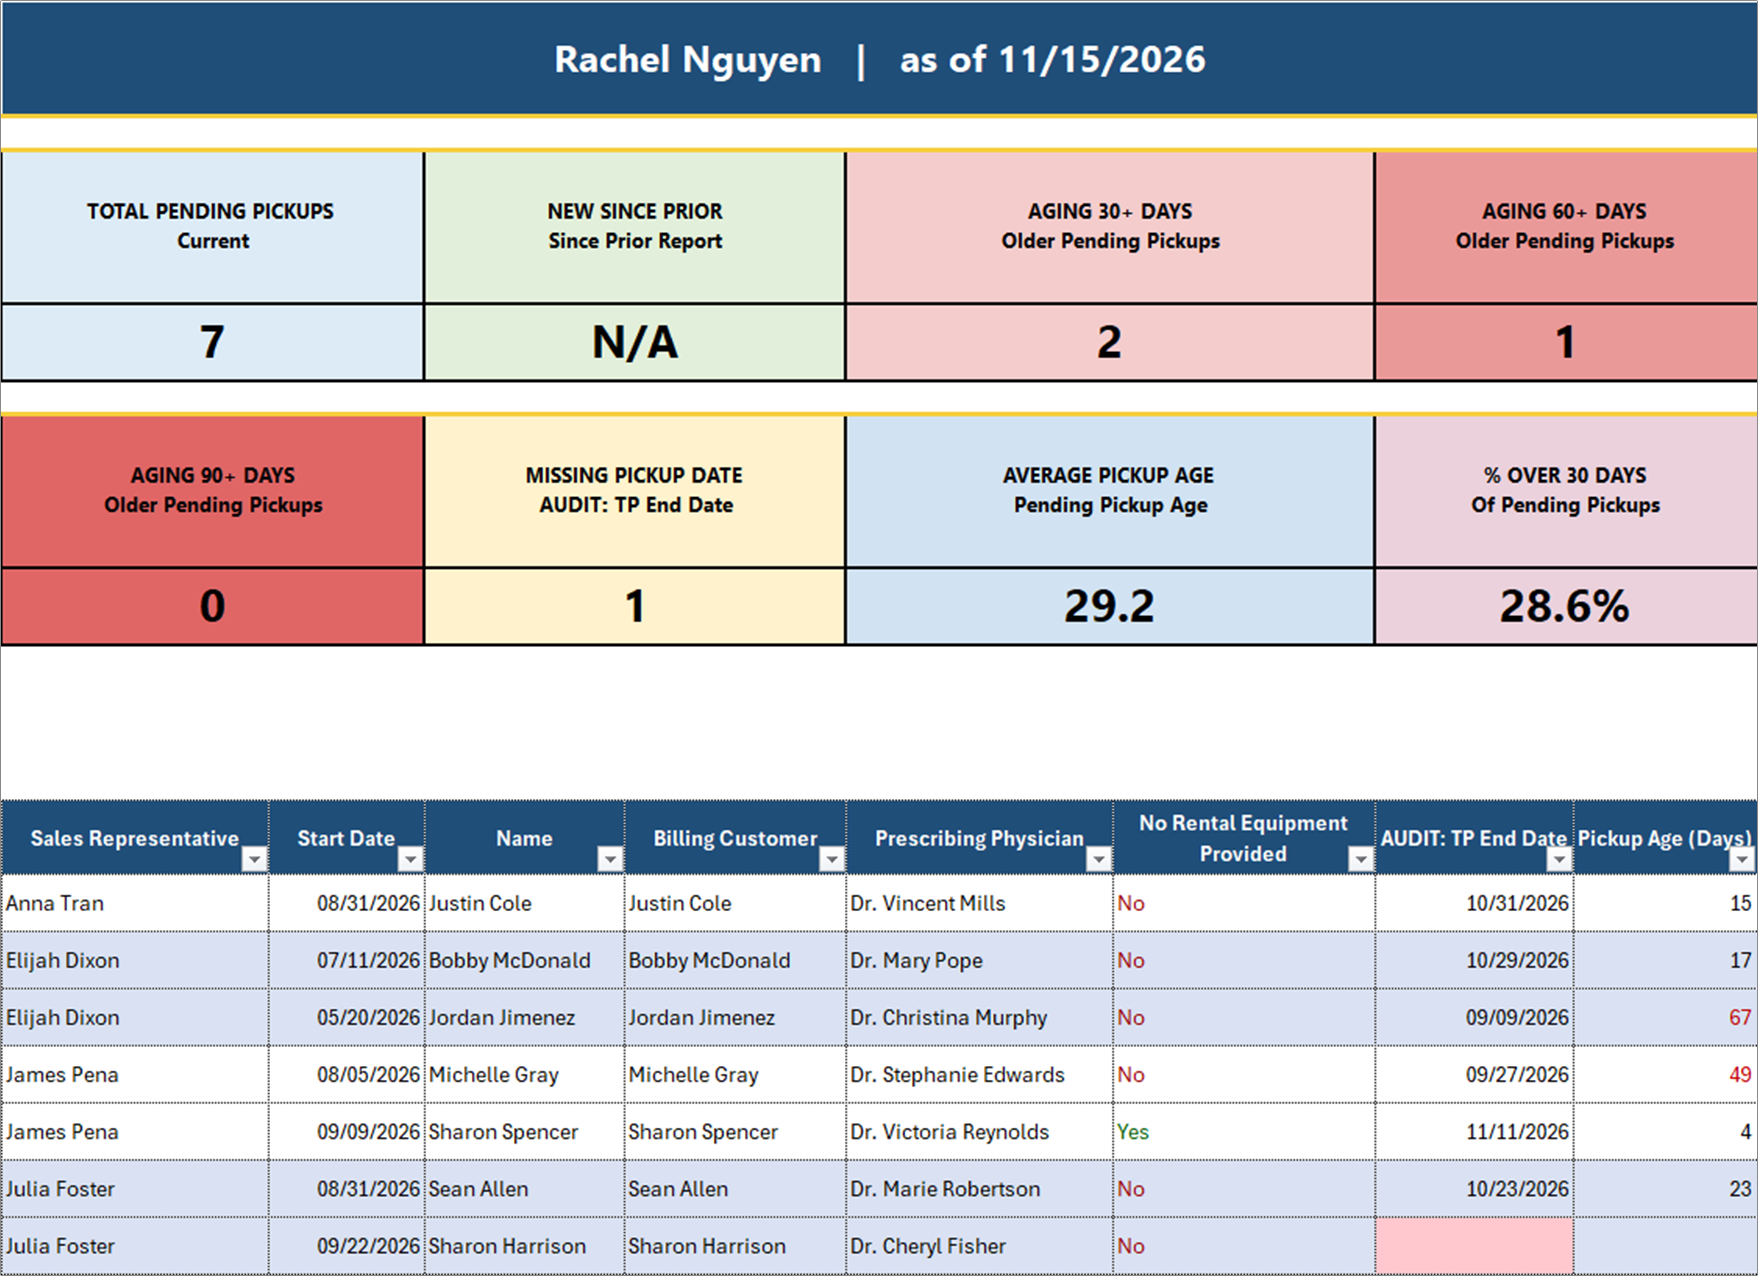 Rachel Nguyen | as of 11/15/2026
TOTAL PENDING PICKUPS
Current
NEW SINCE PRIOR
Since Prior Report
AGING 30+ DAYS
Older Pending Pickups
AGING 60+ DAYS
Older Pending Pickups
7 N/A 2 1
AGING 90+ DAYS
Older Pending Pickups
MISSING PICKUP DATE
AUDIT: TP End Date
AVERAGE PICKUP AGE
Pending Pickup Age
% OVER 30 DAYS
Of Pending Pickups
0 1 29.2 28.6%
Sales Representative Start Date Name Billing Customer Prescribing Physician No Rental Equipment
Provided AUDIT: TP End Date Pickup Age (Days)
Anna Tran 08/31/2026 Justin Cole Justin Cole Dr. Vincent Mills No 10/31/2026 15
Elijah Dixon 07/11/2026 Bobby McDonald Bobby McDonald Dr. Mary Pope No 10/29/2026 17
Elijah Dixon 05/20/2026 Jordan Jimenez Jordan Jimenez Dr. Christina Murphy No 09/09/2026 67
James Pena 08/05/2026 Michelle Gray Michelle Gray Dr. Stephanie Edwards No 09/27/2026 49
James Pena 09/09/2026 Sharon Spencer Sharon Spencer Dr. Victoria Reynolds Yes 11/11/2026 4
Julia Foster 08/31/2026 Sean Allen Sean Allen Dr. Marie Robertson No 10/23/2026 23
Julia Foster 09/22/2026 Sharon Harrison Sharon Harrison Dr. Cheryl Fisher No